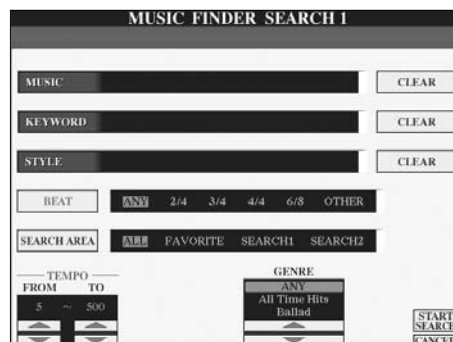 MUSIC FINDER SEARCH 1
MUSIC CLEAR
KEYWORD CLEAR
STYLE CLEAR
BEAT ANY 2/4 3/4 4/4 6/8 OTHER
SEARCH AREA ALL FAVORITE SEARCH1 SEARCH2
TEMPO
FROM TO
5 ~ 500
GENRE
ANY
All Time Hits
Ballad
START
SEARCH
CANCEL